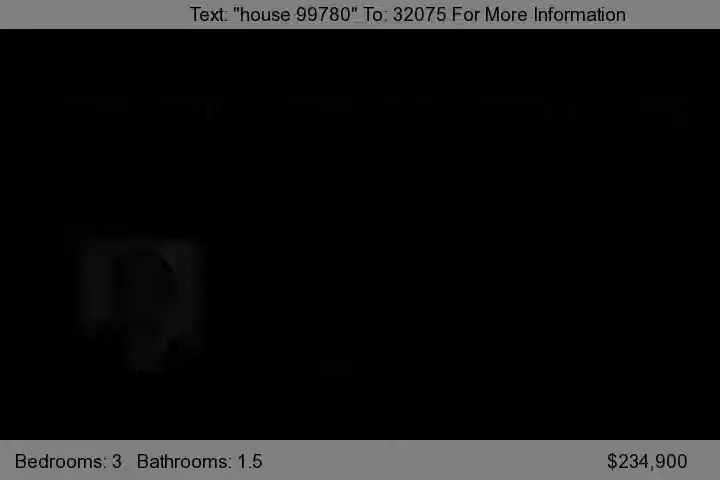 Text: "house 99780" To: 32075 For More Information
Bedrooms: 3 Bathrooms: 1.5 $234,900